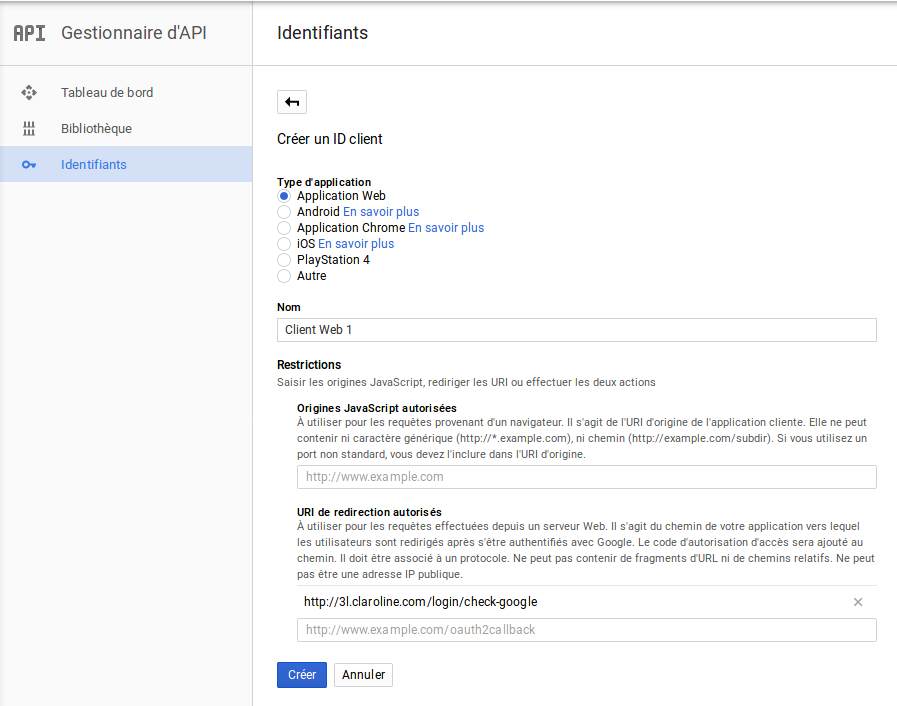 API Gestionnaire d'API
Identifiants
Tableau de bord
Bibliothèque
Identifiants
Créer un ID client
Type d'application
Application Web
Android En savoir plus
Application Chrome En savoir plus
iOS En savoir plus
PlayStation 4
Autre
Nom
Client Web 1
Restrictions
Saisir les origines JavaScript, rediriger les URI ou effectuer les deux actions
Origines JavaScript autorisées
À utiliser pour les requêtes provenant d'un navigateur. Il s'agit de l'URI d'origine de l'application cliente. Elle ne peut
contenir ni caractère générique (http://*.example.com), ni chemin (http://example.com/subdir). Si vous utilisez un
port non standard, vous devez l'inclure dans l'URI d'origine.
http://www.example.com
URI de redirection autorisés
À utiliser pour les requêtes effectuées depuis un serveur Web. Il s'agit du chemin de votre application vers lequel
les utilisateurs sont redirigés après s'être authentifiés avec Google. Le code d'autorisation d'accès sera ajouté au
chemin. Il doit être associé à un protocole. Ne peut pas contenir de fragments d'URL ni de chemins relatifs. Ne peut
pas être une adresse IP publique.
http://3l.claroline.com/login/check-google
http://www.example.com/oauth2callback
Créer Annuler